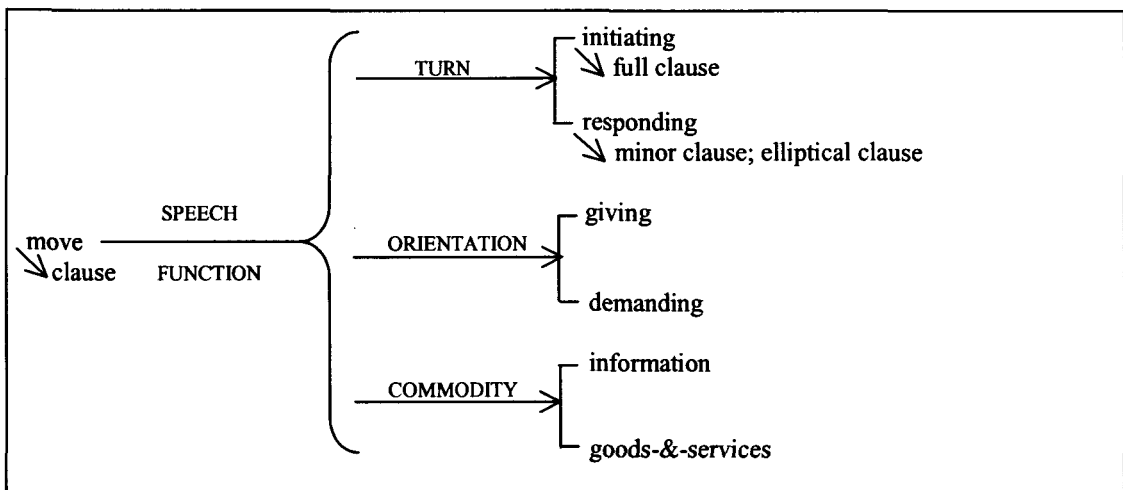 initiating
TURN
full clause
responding
minor clause; elliptical clause
giving
SPEECH
ORIENTATION
move
clause
FUNCTION
demanding
information
COMMODITY
goods-&-services